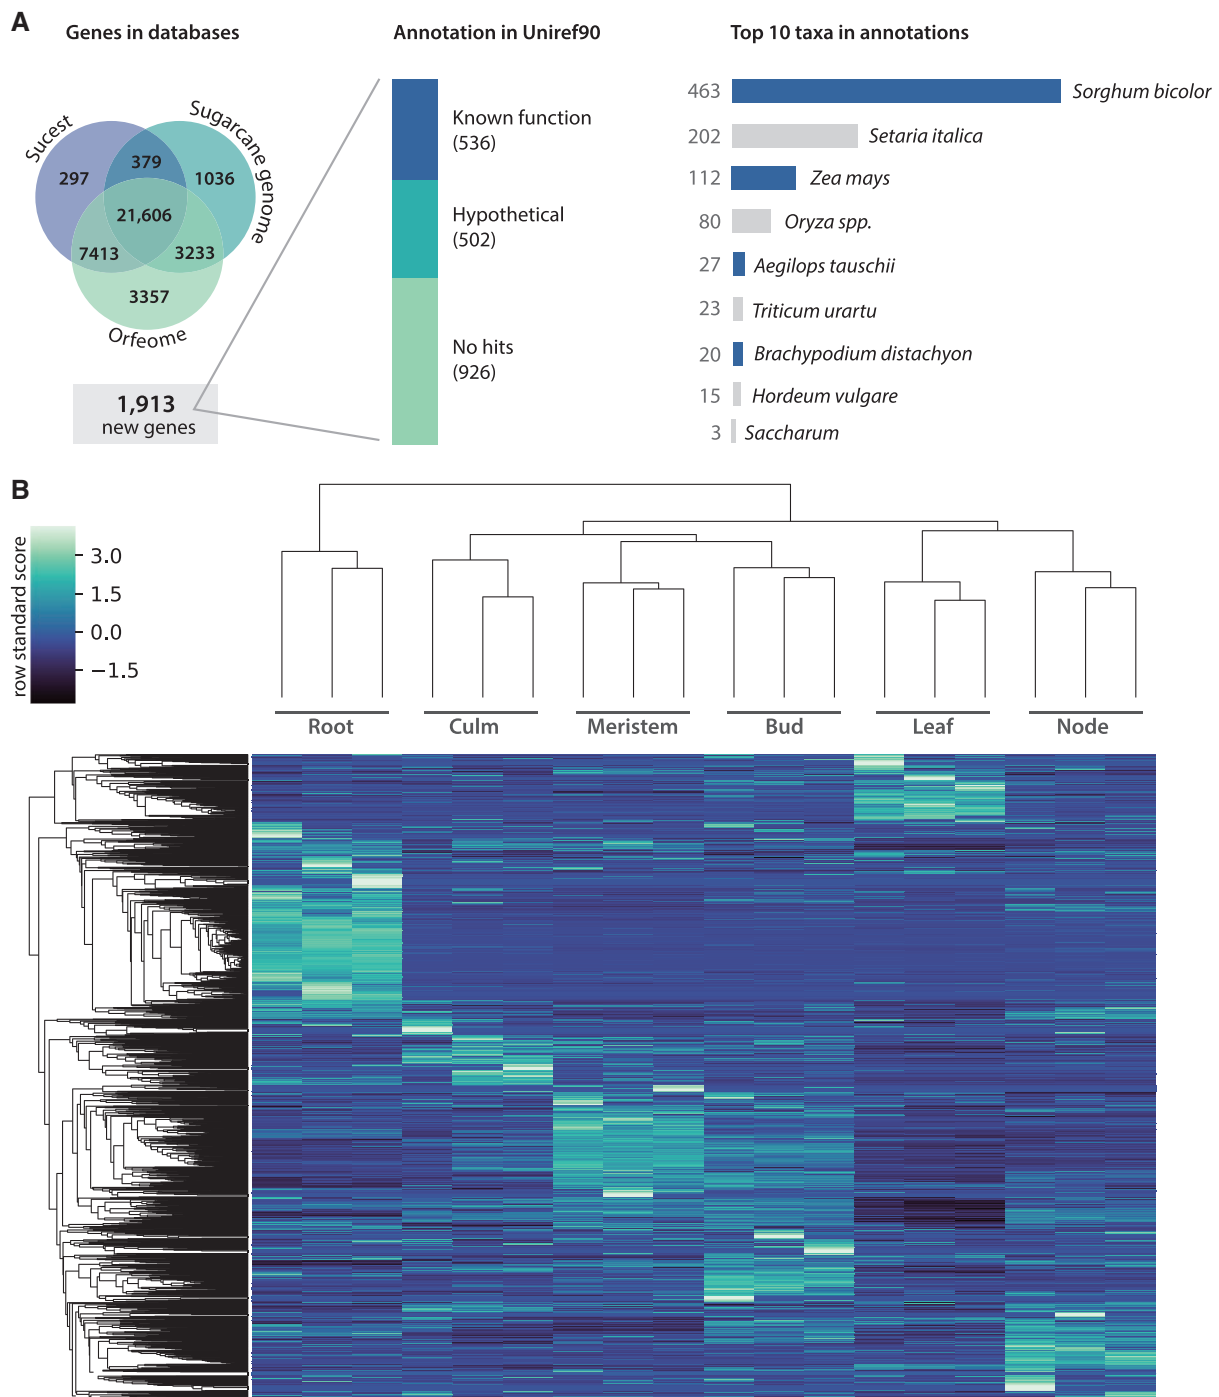 A
Genes in databases
Annotation in Uniref90
Top 10 taxa in annotations
Sucest
Sugarcane genome
Orfeome
297
379
1036
21,606
7413
3233
3357
1,913
new genes
Known function
(536)
Hypothetical
(502)
No hits
(926)
463 Sorghum bicolor
202 Setaria italica
112 Zea mays
80 Oryza spp.
27 Aegilops tauschii
23 Triticum urartu
20 Brachypodium distachyon
15 Hordeum vulgare
3 Saccharum
B
row standard score
3.0
1.5
0.0
−1.5
Root Culm Meristem Bud Leaf Node